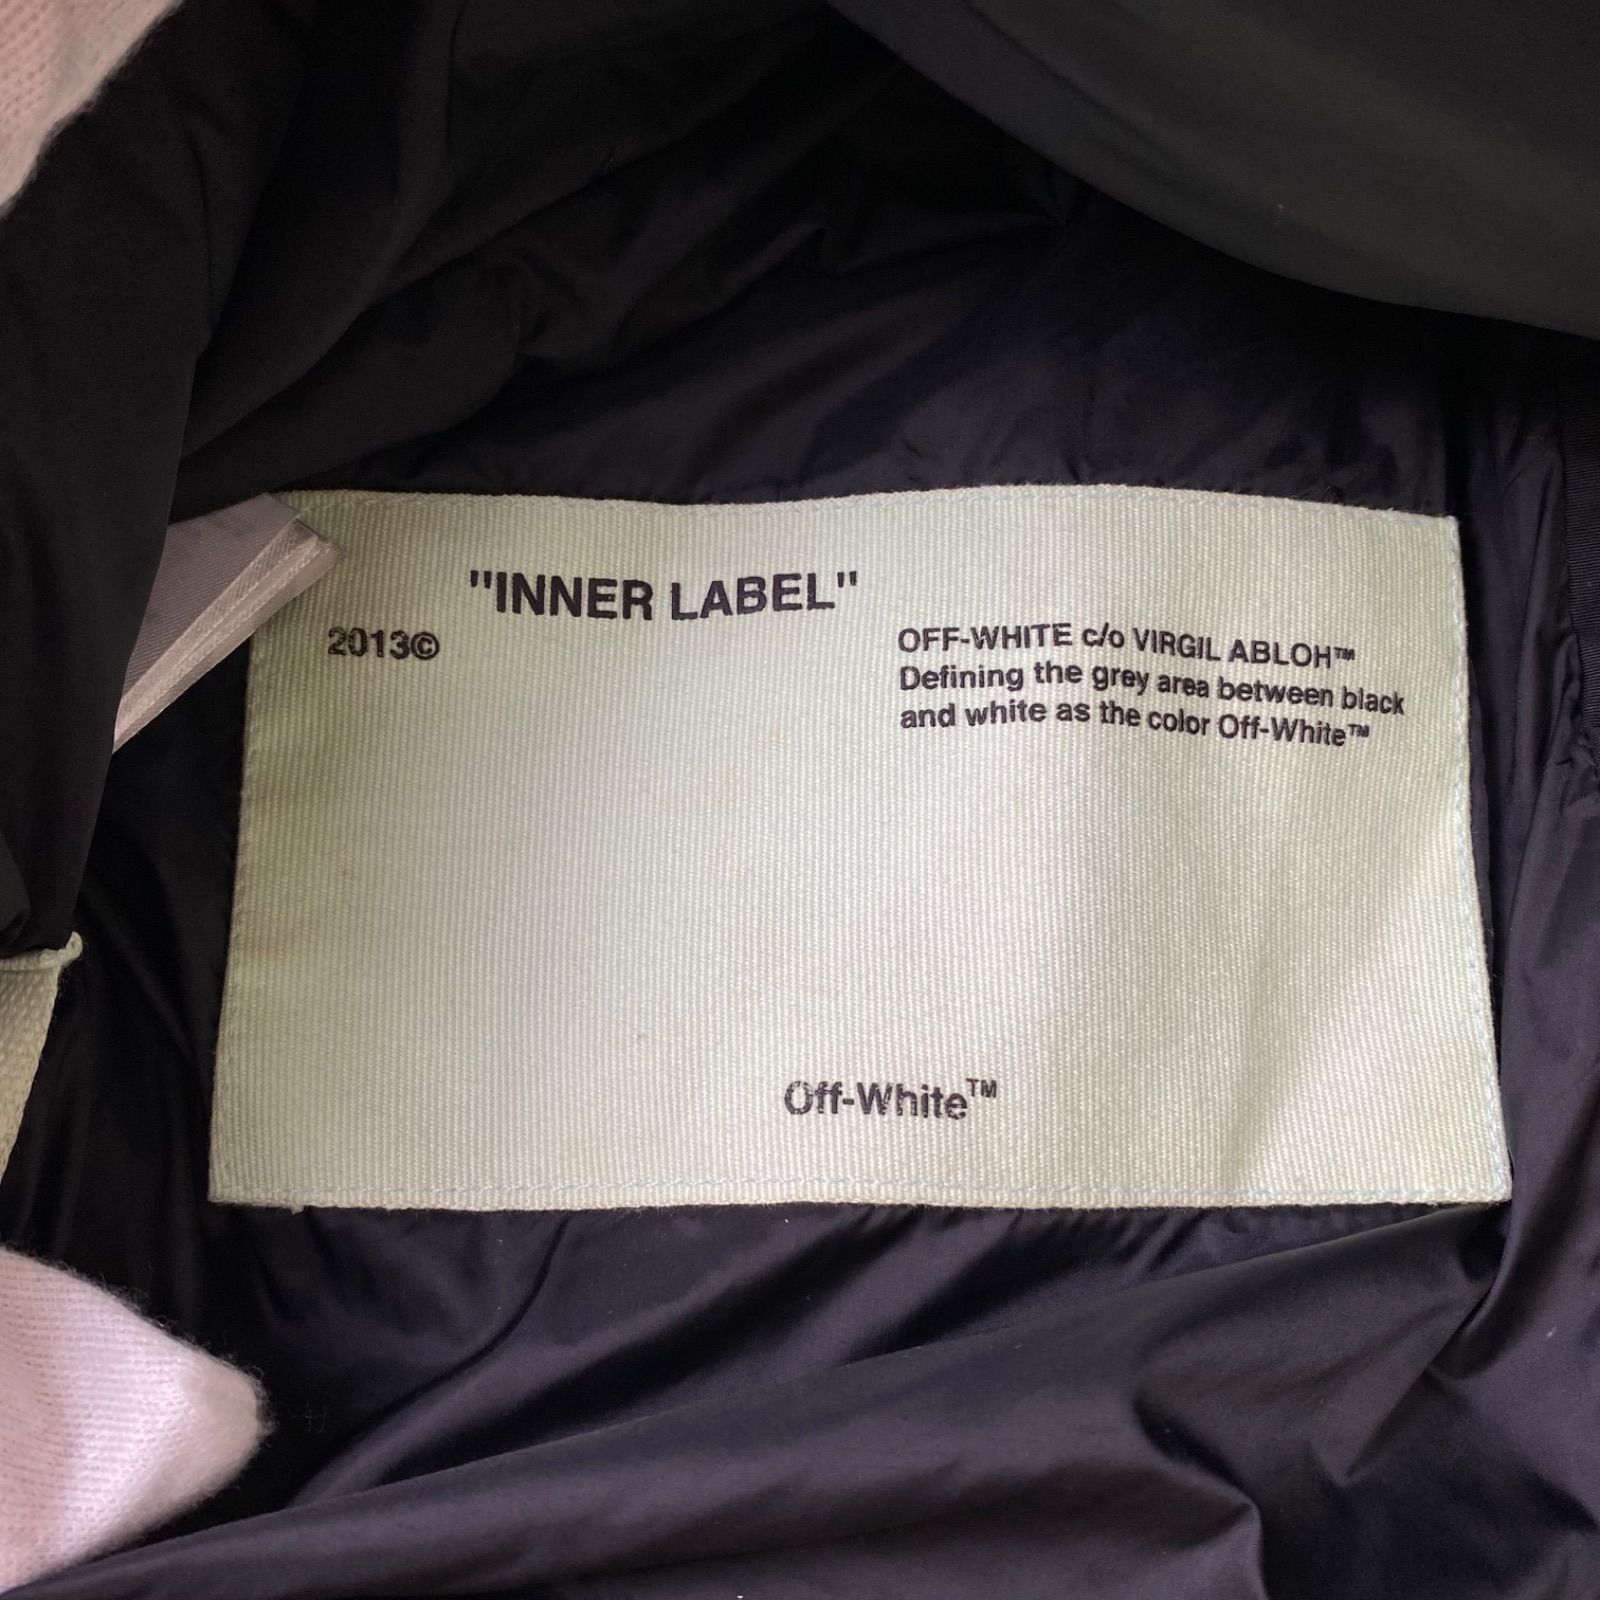 "INNER LABEL"
2013©
OFF-WHITE c/o VIRGIL ABLOH™
Defining the grey area between black
and white as the color Off-White™
Off-White™